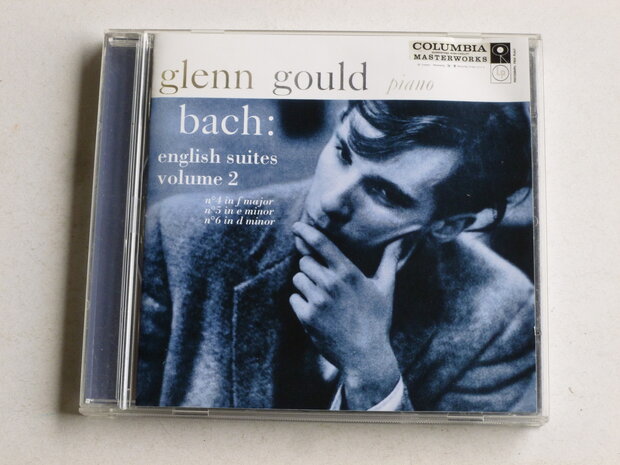 glenn gould piano
COLUMBIA
MASTERWORKS
Lp
bach:
english suites
volume 2
n°4 in f major
n°5 in e minor
n°6 in d minor